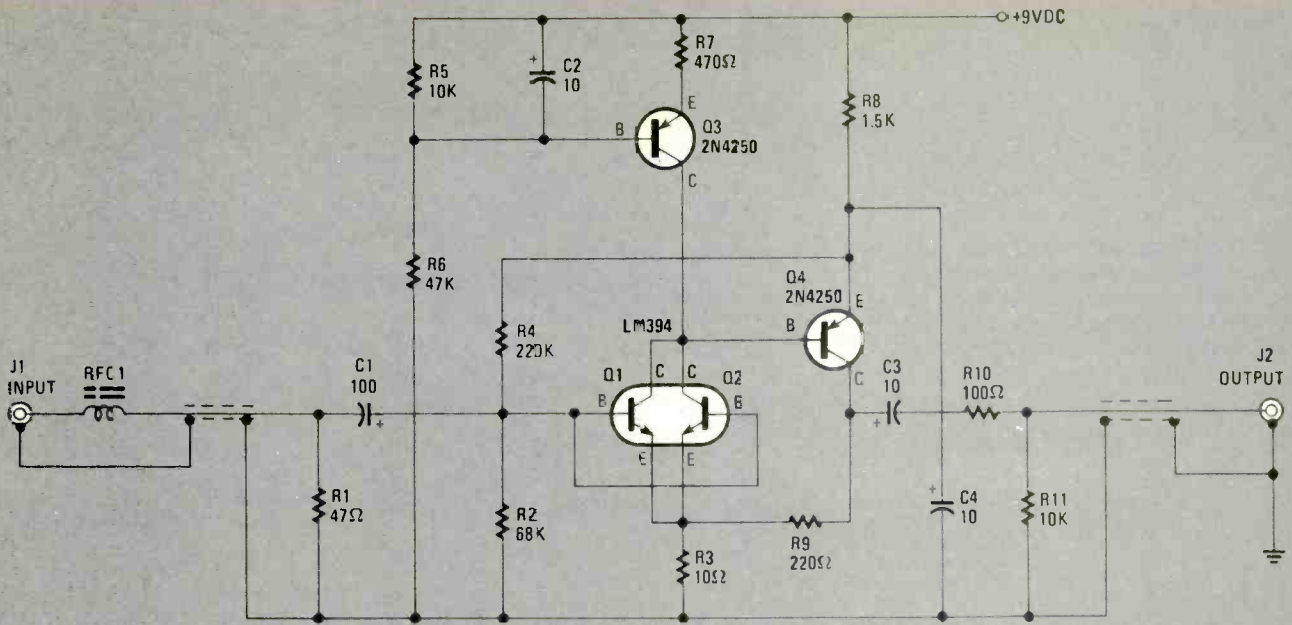 +9VDC
R7
470Ω
R5
10K
C2
10
R8
1.5K
E
B
Q3
2N4250
C
R6
47K
Q4
2N4250
E
B
C
R4
220K
LM394
J1
INPUT
RFC1
C1
100
Q1
C
C
Q2
B
B
E
E
C3
10
R10
100Ω
J2
OUTPUT
R1
47Ω
R2
68K
R3
10Ω
R9
220Ω
C4
10
R11
10K
+
+
+
+